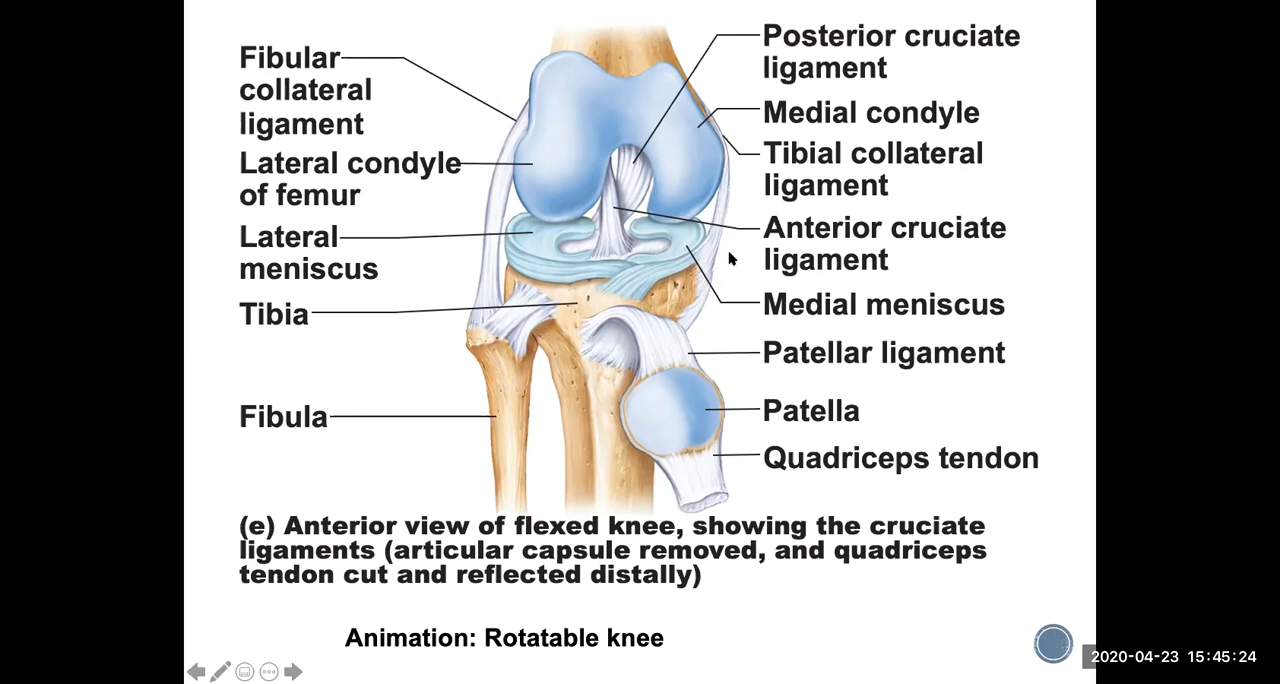 Fibular
collateral
ligament
Lateral condyle
of femur
Lateral
meniscus
Tibia
Fibula
Posterior cruciate
ligament
Medial condyle
Tibial collateral
ligament
Anterior cruciate
ligament
Medial meniscus
Patellar ligament
Patella
Quadriceps tendon
(e) Anterior view of flexed knee, showing the cruciate
ligaments (articular capsule removed, and quadriceps
tendon cut and reflected distally)
Animation: Rotatable knee
2020-04-23 15:45:24